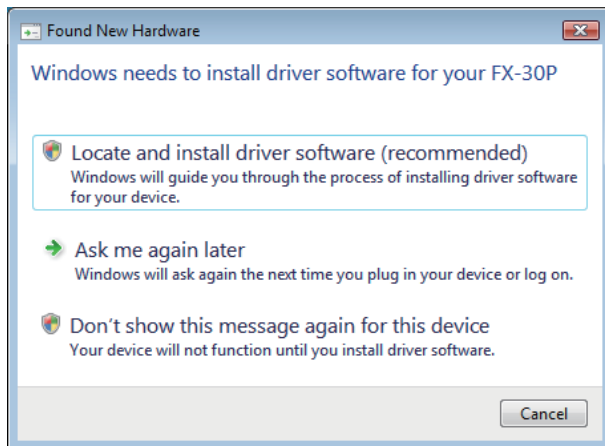 Found New Hardware
Windows needs to install driver software for your FX-30P
Locate and install driver software (recommended)
Windows will guide you through the process of installing driver software
for your device.
Ask me again later
Windows will ask again the next time you plug in your device or log on.
Don't show this message again for this device
Your device will not function until you install driver software.
Cancel